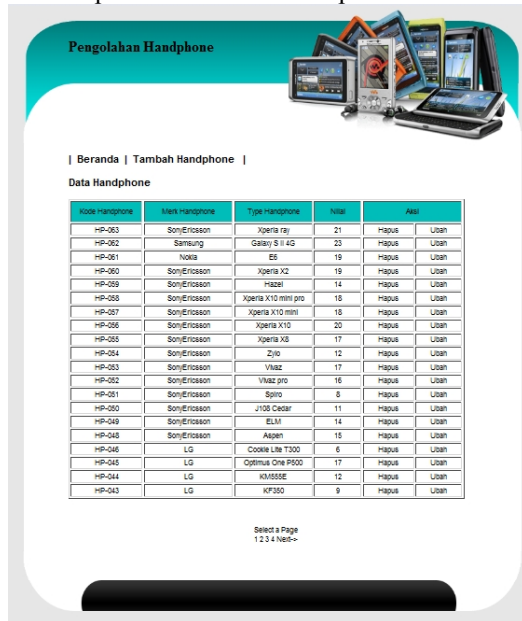 Pengolahan Handphone
| Beranda | Tambah Handphone |
Data Handphone
Kode Handphone Merk Handphone Type Handphone Nilai Aksi
HP-063 SonyEricsson Xperia ray 21 Hapus Ubah
HP-062 Samsung Galaxy S II 4G 23 Hapus Ubah
HP-061 Nokia E6 19 Hapus Ubah
HP-060 SonyEricsson Xperia X2 19 Hapus Ubah
HP-059 SonyEricsson Hazel 14 Hapus Ubah
HP-058 SonyEricsson Xperia X10 mini pro 18 Hapus Ubah
HP-057 SonyEricsson Xperia X10 mini 18 Hapus Ubah
HP-056 SonyEricsson Xperia X10 20 Hapus Ubah
HP-055 SonyEricsson Xperia X8 17 Hapus Ubah
HP-054 SonyEricsson Zylo 12 Hapus Ubah
HP-053 SonyEricsson Vivaz 17 Hapus Ubah
HP-052 SonyEricsson Vivaz pro 16 Hapus Ubah
HP-051 SonyEricsson Spiro 8 Hapus Ubah
HP-050 SonyEricsson J108 Cedar 11 Hapus Ubah
HP-049 SonyEricsson ELM 14 Hapus Ubah
HP-048 SonyEricsson Aspen 15 Hapus Ubah
HP-046 LG Cookie Lite T300 6 Hapus Ubah
HP-045 LG Optimus One P500 17 Hapus Ubah
HP-044 LG KM555E 12 Hapus Ubah
HP-043 LG KF350 9 Hapus Ubah
Select a Page
1 2 3 4 Next->